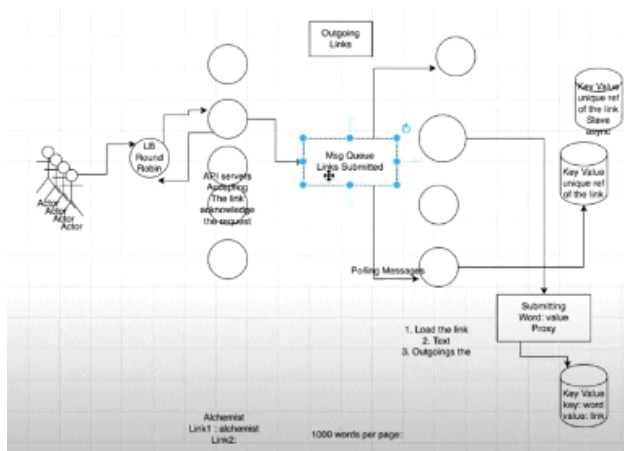 Outgoing
Links
Key Value
unique ref
of the link
Slave
async
LB
Round
Robin
Msg Queue
Links Submitted
API servers
Accepting
The link
acknowledge
the request
Key Value
unique ref
of the link
Actor
Actor
Actor
Actor
Polling Messages
Submitting
Word: value
Proxy
1. Load the link
2. Text
3. Outgoings the
Key Value
key: word
value: link
Alchemist
Link1 : alchemist
Link2:
1000 words per page: